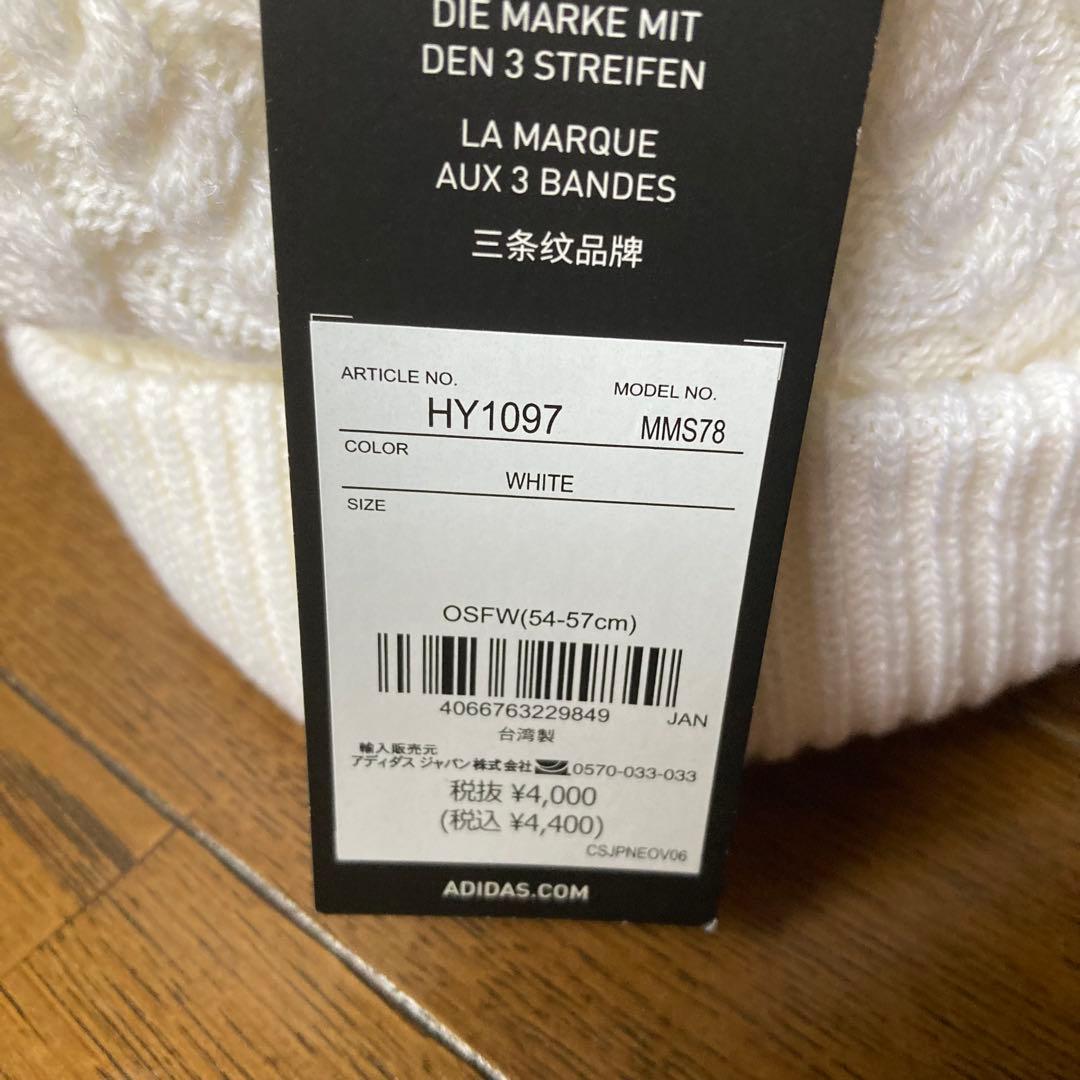 DIE MARKE MIT
DEN 3 STREIFEN
LA MARQUE
AUX 3 BANDES
三条纹品牌
ARTICLE NO.
HY1097
MODEL NO.
MMS78
COLOR
WHITE
SIZE
OSFW(54-57cm)
4066763229849
JAN
台湾製
輸入販売元
アディダス ジャパン株式会社 0570-033-033
税抜 ¥4,000
(税込 ¥4,400)
CSJPNEOV06
ADIDAS.COM